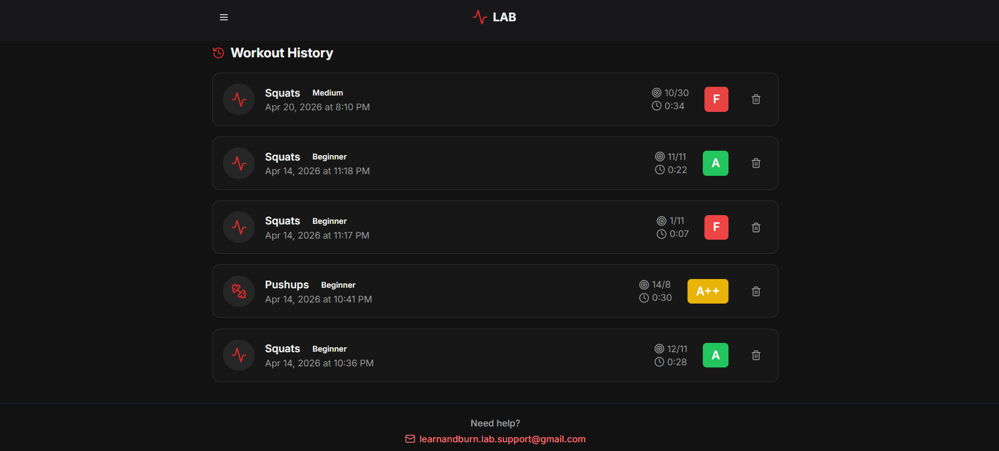 LAB
Workout History
Squats Medium
Apr 20, 2026 at 8:10 PM
10/30
0:34
F
Squats Beginner
Apr 14, 2026 at 11:18 PM
11/11
0:22
A
Squats Beginner
Apr 14, 2026 at 11:17 PM
1/11
0:07
F
Pushups Beginner
Apr 14, 2026 at 10:41 PM
14/8
0:30
A++
Squats Beginner
Apr 14, 2026 at 10:36 PM
12/11
0:28
A
Need help?
learnandburn.lab.support@gmail.com